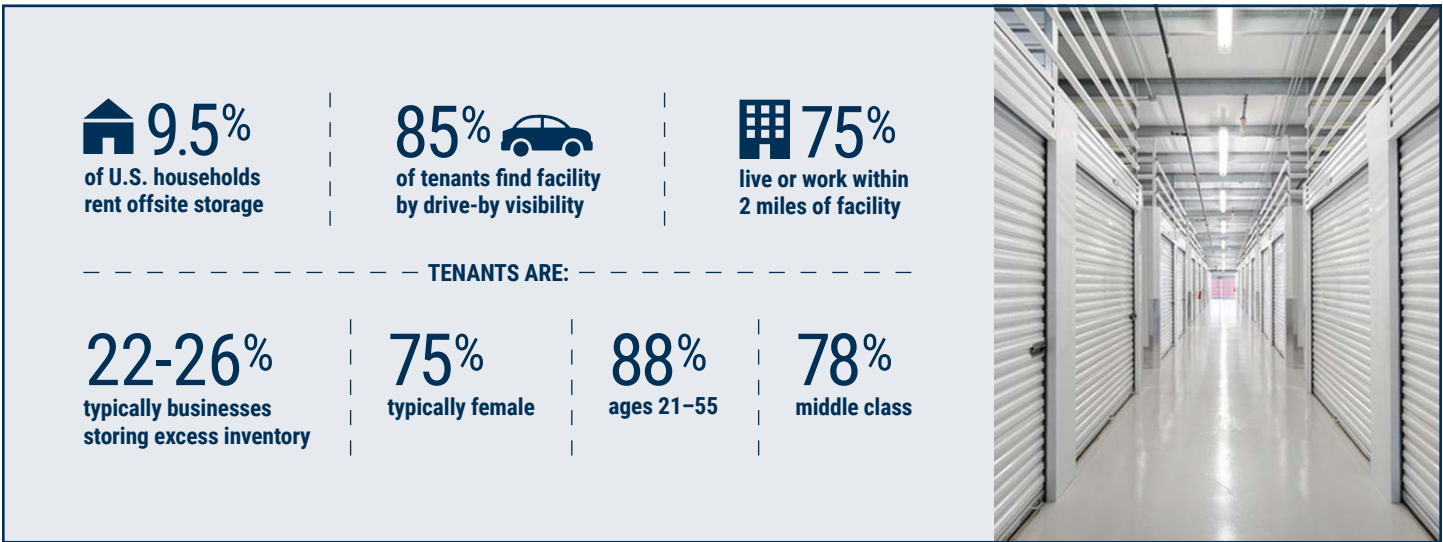 9.5%
of U.S. households
rent offsite storage
85%
of tenants find facility
by drive-by visibility
75%
live or work within
2 miles of facility
TENANTS ARE:
22-26%
typically businesses
storing excess inventory
75%
typically female
88%
ages 21–55
78%
middle class